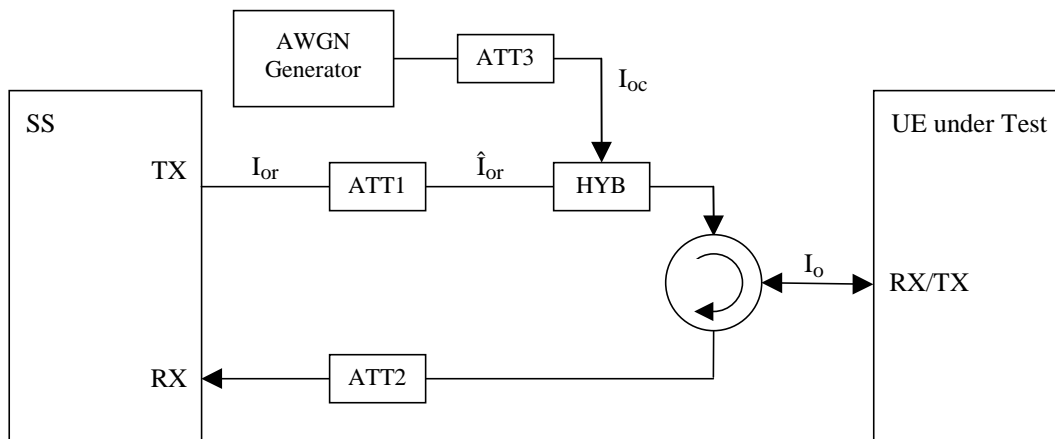 AWGN
Generator
ATT3
I_oc
SS
UE under Test
TX
I_or
ATT1
Î_or
HYB
I_o
RX/TX
RX
ATT2